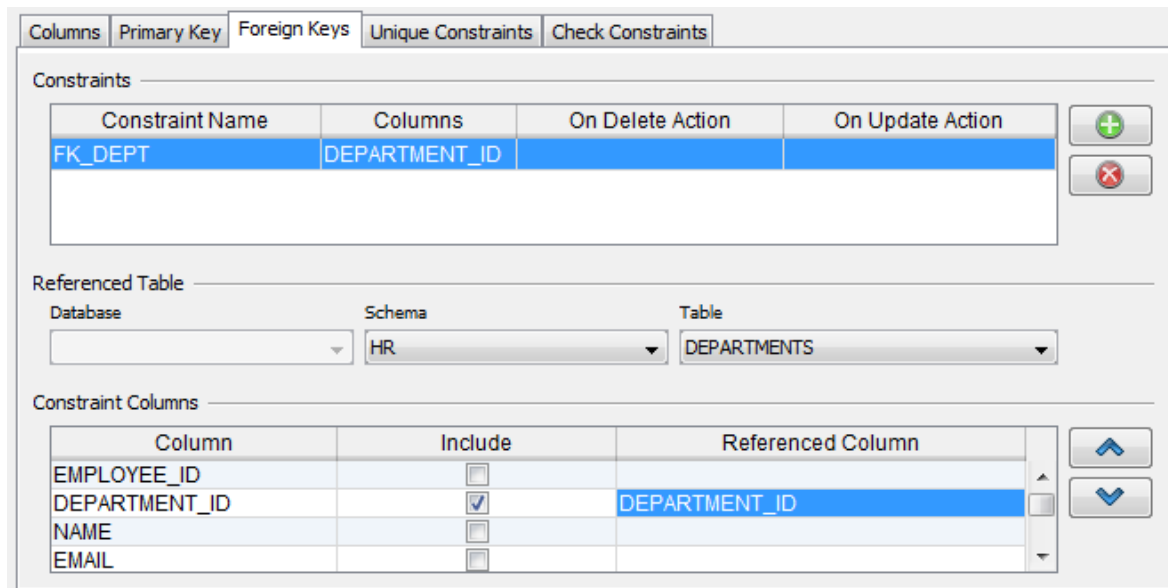 Columns Primary Key Foreign Keys Unique Constraints Check Constraints
Constraints
Constraint Name Columns On Delete Action On Update Action
FK_DEPT DEPARTMENT_ID
Referenced Table
Database Schema Table
HR DEPARTMENTS
Constraint Columns
Column Include Referenced Column
EMPLOYEE_ID
DEPARTMENT_ID DEPARTMENT_ID
NAME
EMAIL